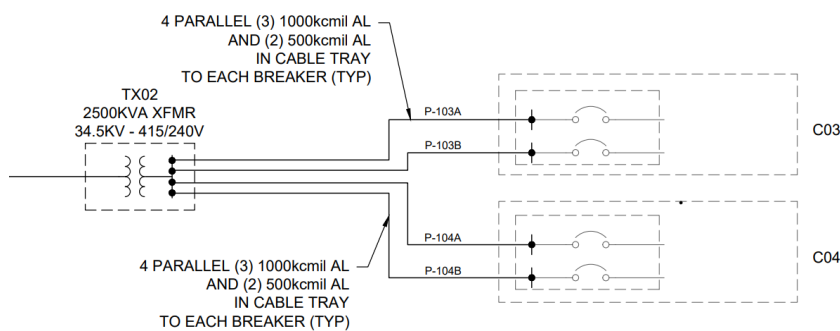 4 PARALLEL (3) 1000kcmil AL
AND (2) 500kcmil AL
IN CABLE TRAY
TO EACH BREAKER (TYP)
TX02
2500KVA XFMR
34.5KV - 415/240V
P-103A
P-103B
C03
P-104A
P-104B
C04
4 PARALLEL (3) 1000kcmil AL
AND (2) 500kcmil AL
IN CABLE TRAY
TO EACH BREAKER (TYP)